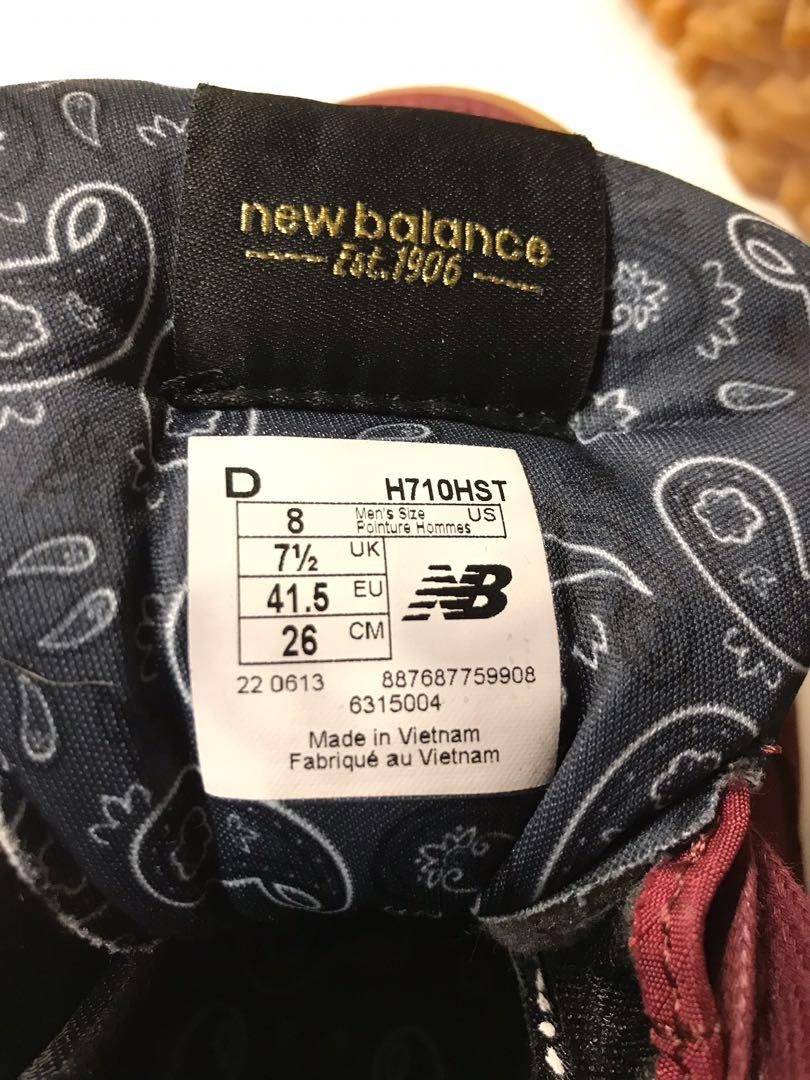 new balance
Est. 1906
D H710HST
8 Men's Size US
Pointure Hommes
7½ UK
41.5 EU
NB
26 CM
22 0613 887687759908
6315004
Made in Vietnam
Fabriqué au Vietnam